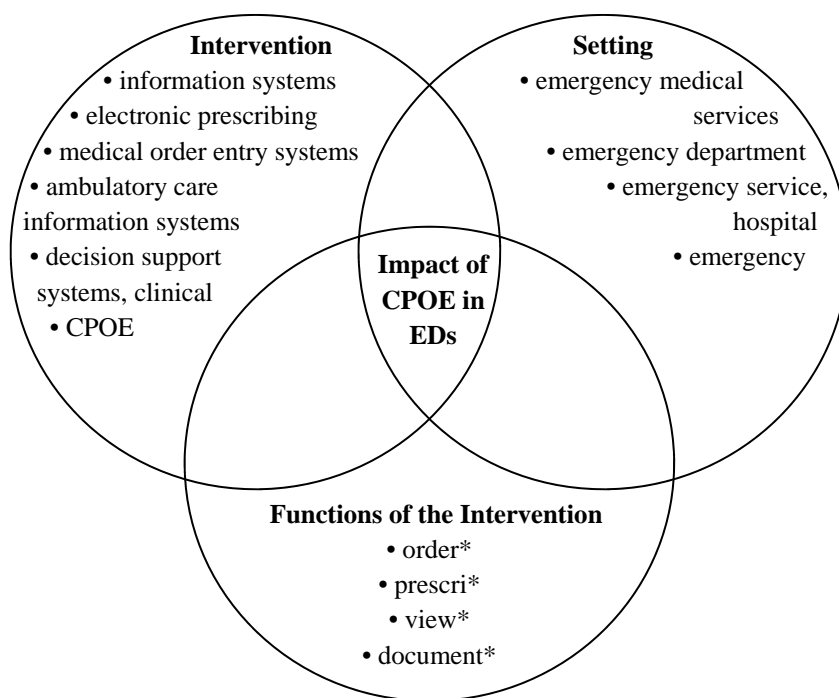 Intervention
• information systems
• electronic prescribing
• medical order entry systems
• ambulatory care
information systems
• decision support
systems, clinical
• CPOE
Setting
• emergency medical
services
• emergency department
• emergency service,
hospital
• emergency
Impact of
CPOE in
EDs
Functions of the Intervention
• order*
• prescri*
• view*
• document*